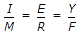 I/M = E/R = Y/F